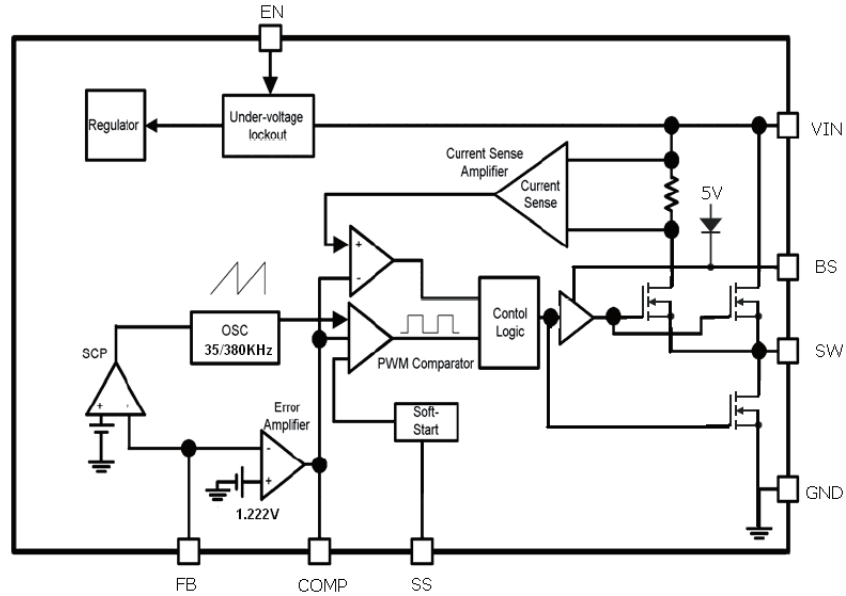 EN
Regulator
Under-voltage
lockout
VIN
Current Sense
Amplifier
Current
Sense
5V
+
-
BS
OSC
35/380KHz
Contol
Logic
SCP
PWM Comparator
SW
+
-
Error
Amplifier
Soft-
Start
-
+
1.222V
GND
FB
COMP
SS